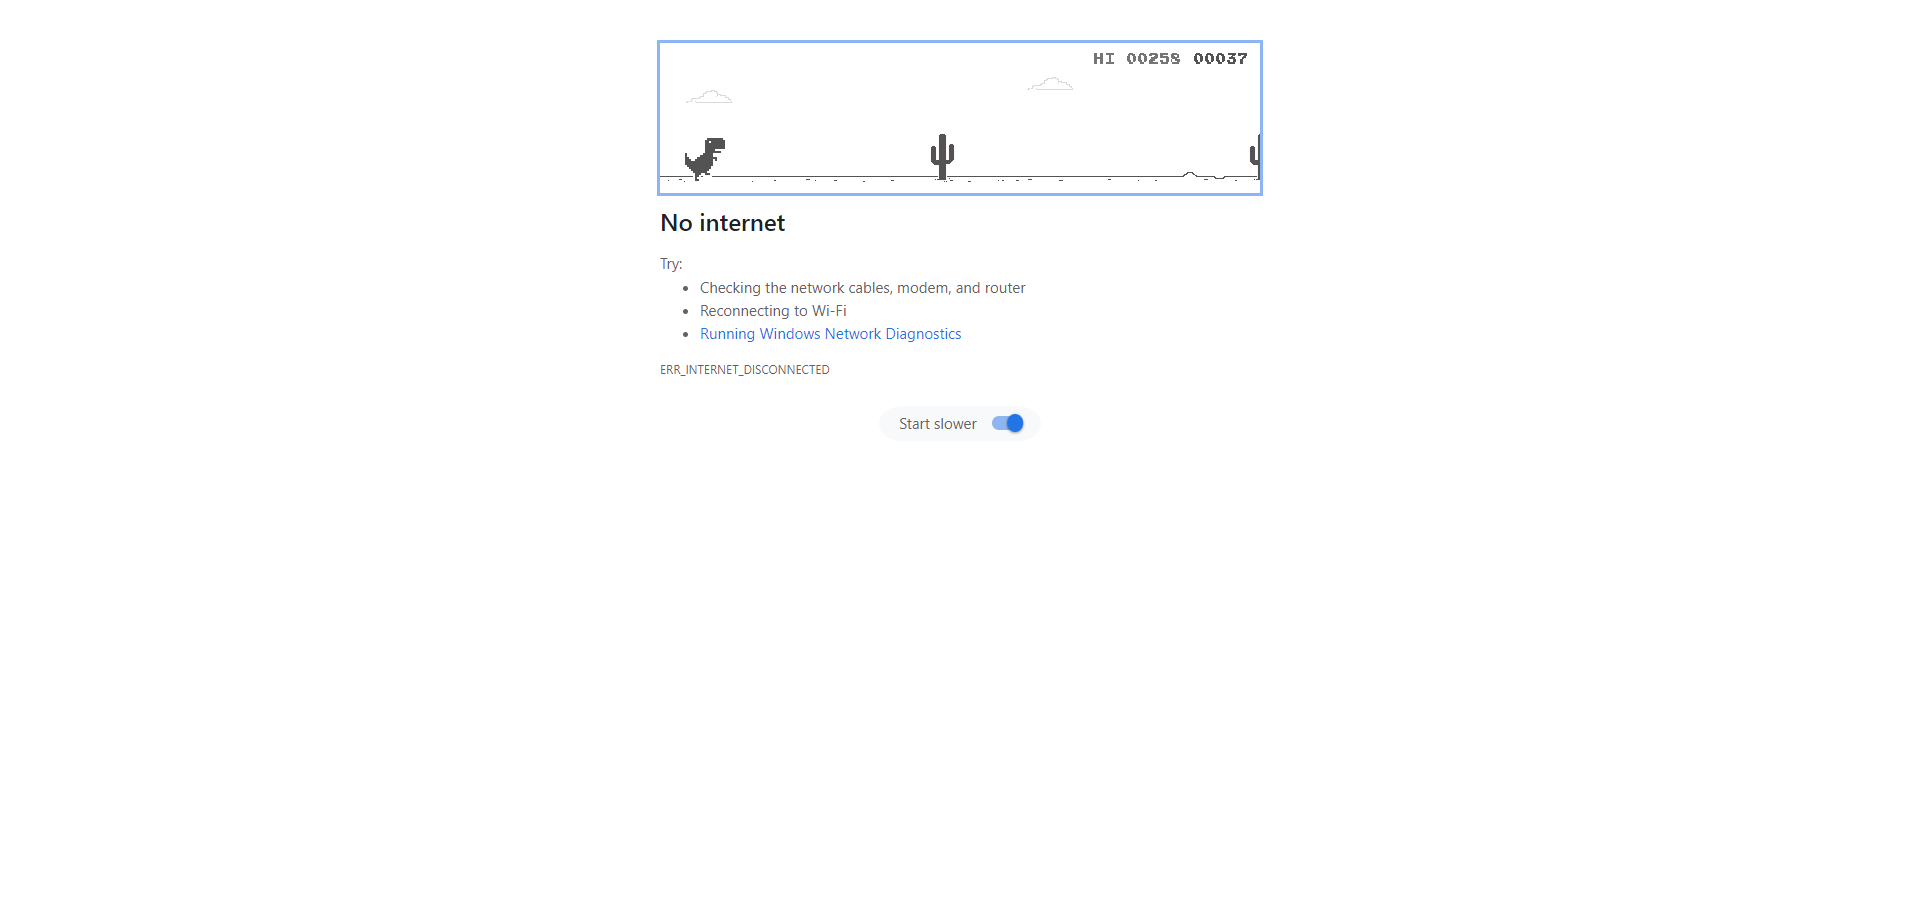 HI 00258 00037
No internet
Try:
Checking the network cables, modem, and router
Reconnecting to Wi-Fi
Running Windows Network Diagnostics
ERR_INTERNET_DISCONNECTED
Start slower